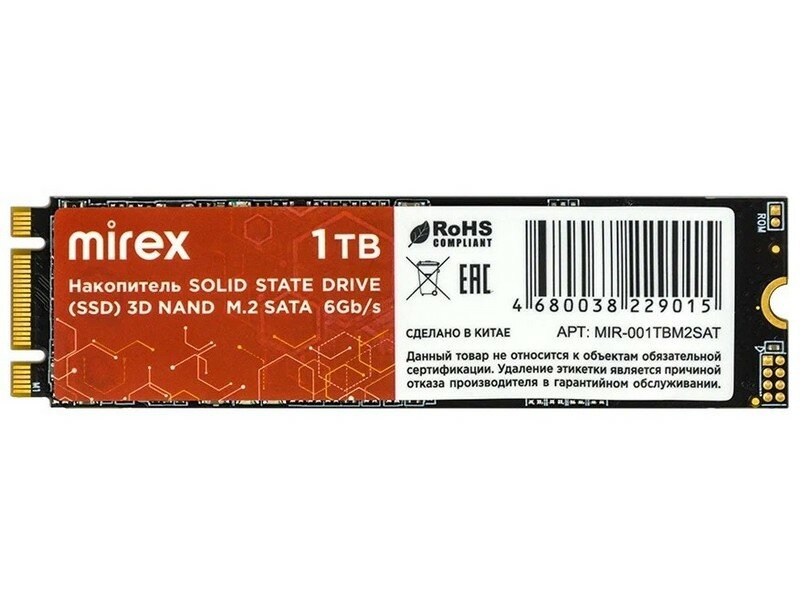 mirex
1 TB
Накопитель SOLID STATE DRIVE
(SSD) 3D NAND M.2 SATA 6Gb/s
RoHS
COMPLIANT
EAC
4 680038 229015
СДЕЛАНО В КИТАЕ
АРТ: MIR-001TBM2SAT
Данный товар не относится к объектам обязательной
сертификации. Удаление этикетки является причиной
отказа производителя в гарантийном обслуживании.
ROM
D
M1